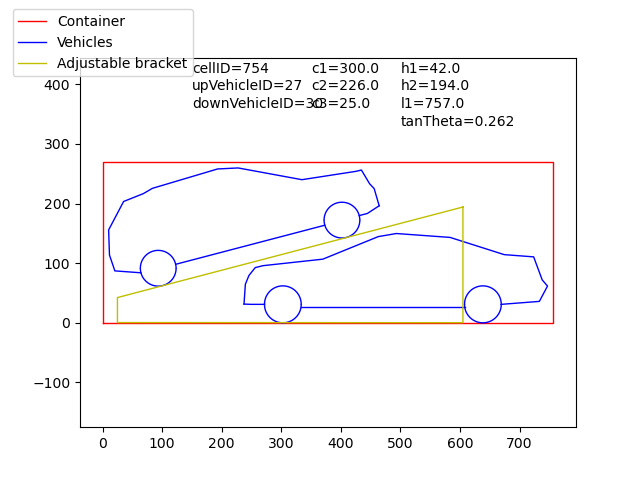 Container
Vehicles
Adjustable bracket
cellID=754 c1=300.0 h1=42.0
upVehicleID=27 c2=226.0 h2=194.0
downVehicleID=30 c3=25.0 l1=757.0
tanTheta=0.262
400
300
200
100
0
−100
0 100 200 300 400 500 600 700